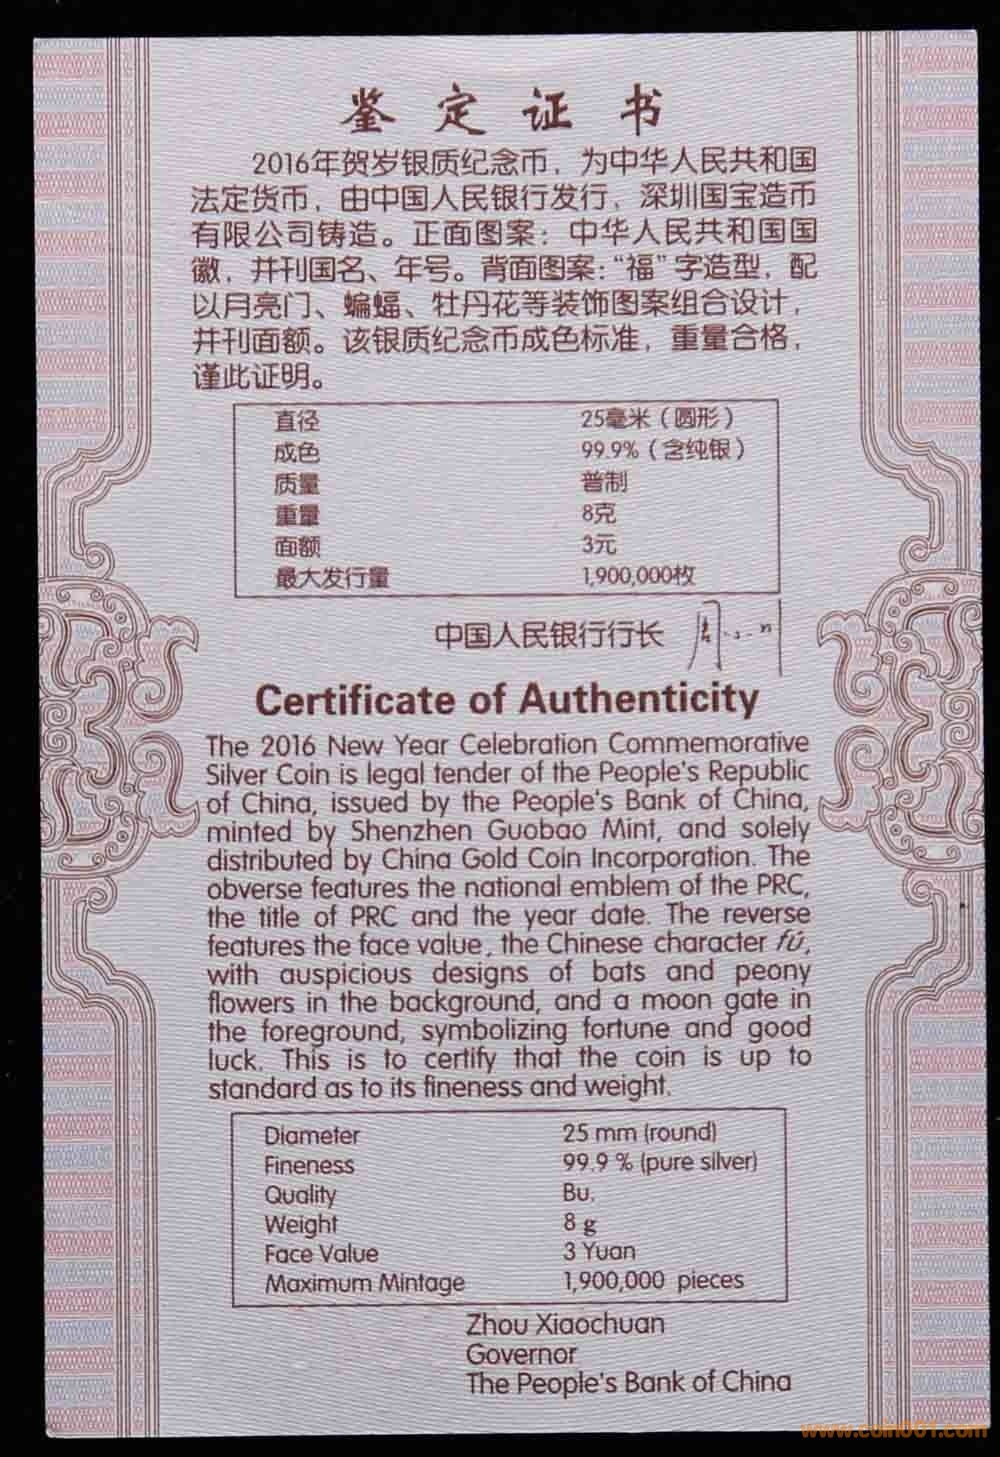 鉴定证书
2016年贺岁银质纪念币，为中华人民共和国
法定货币，由中国人民银行发行，深圳国宝造币
有限公司铸造。正面图案：中华人民共和国国
徽，并刊国名、年号。背面图案：“福”字造型，配
以月亮门、蝙蝠、牡丹花等装饰图案组合设计，
并刊面额。该银质纪念币成色标准，重量合格，
谨此证明。
直径 25毫米（圆形）
成色 99.9%（含纯银）
质量 普制
重量 8克
面额 3元
最大发行量 1,900,000枚
中国人民银行行长
Certificate of Authenticity
The 2016 New Year Celebration Commemorative
Silver Coin is legal tender of the People's Republic
of China, issued by the People's Bank of China,
minted by Shenzhen Guobao Mint, and solely
distributed by China Gold Coin Incorporation. The
obverse features the national emblem of the PRC,
the title of PRC and the year date. The reverse
features the face value, the Chinese character fú,
with auspicious designs of bats and peony
flowers in the background, and a moon gate in
the foreground, symbolizing fortune and good
luck. This is to certify that the coin is up to
standard as to its fineness and weight.
Diameter 25 mm (round)
Fineness 99.9 % (pure silver)
Quality Bu.
Weight 8 g
Face Value 3 Yuan
Maximum Mintage 1,900,000 pieces
Zhou Xiaochuan
Governor
The People's Bank of China
www.coin001.com